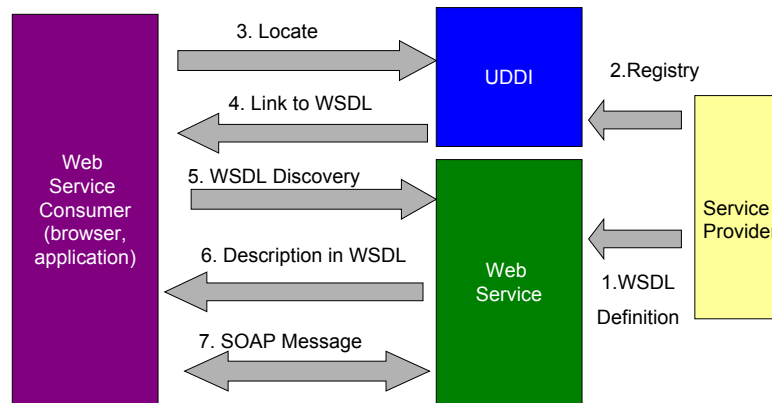 3. Locate
UDDI
2.Registry
4. Link to WSDL
Web
Service
Consumer
(browser,
application)
5. WSDL Discovery
Service
Provider
6. Description in WSDL
Web
Service
1.WSDL
Definition
7. SOAP Message